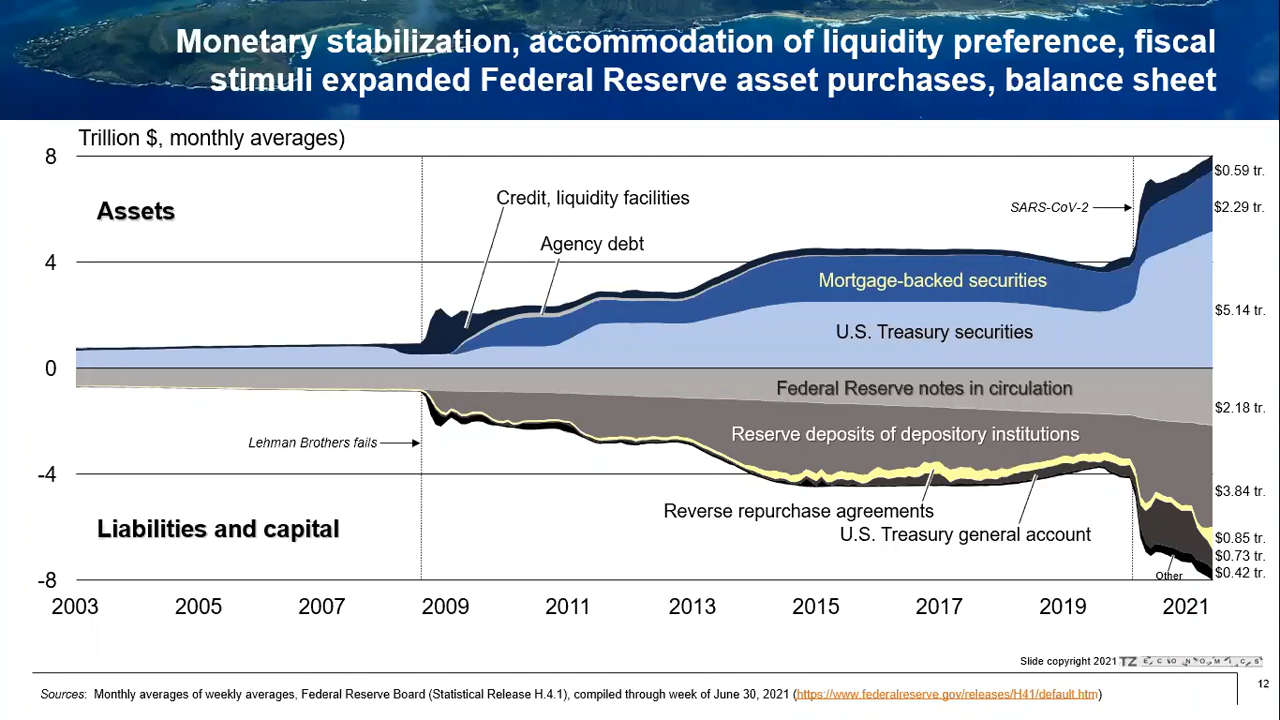 Monetary stabilization, accommodation of liquidity preference, fiscal
stimuli expanded Federal Reserve asset purchases, balance sheet
Trillion $, monthly averages)
8
$0.59 tr.
Credit, liquidity facilities
Assets
SARS-CoV-2
$2.29 tr.
Agency debt
4
Mortgage-backed securities
$5.14 tr.
U.S. Treasury securities
0
Federal Reserve notes in circulation
$2.18 tr.
Reserve deposits of depository institutions
Lehman Brothers fails
-4
$3.84 tr.
Reverse repurchase agreements
Liabilities and capital
U.S. Treasury general account
$0.85 tr.
$0.73 tr.
$0.42 tr.
Other
-8
2003 2005 2007 2009 2011 2013 2015 2017 2019 2021
Slide copyright 2021 TZ ECONOMICS
12
Sources: Monthly averages of weekly averages, Federal Reserve Board (Statistical Release H.4.1), compiled through week of June 30, 2021 (https://www.federalreserve.gov/releases/H41/default.htm)